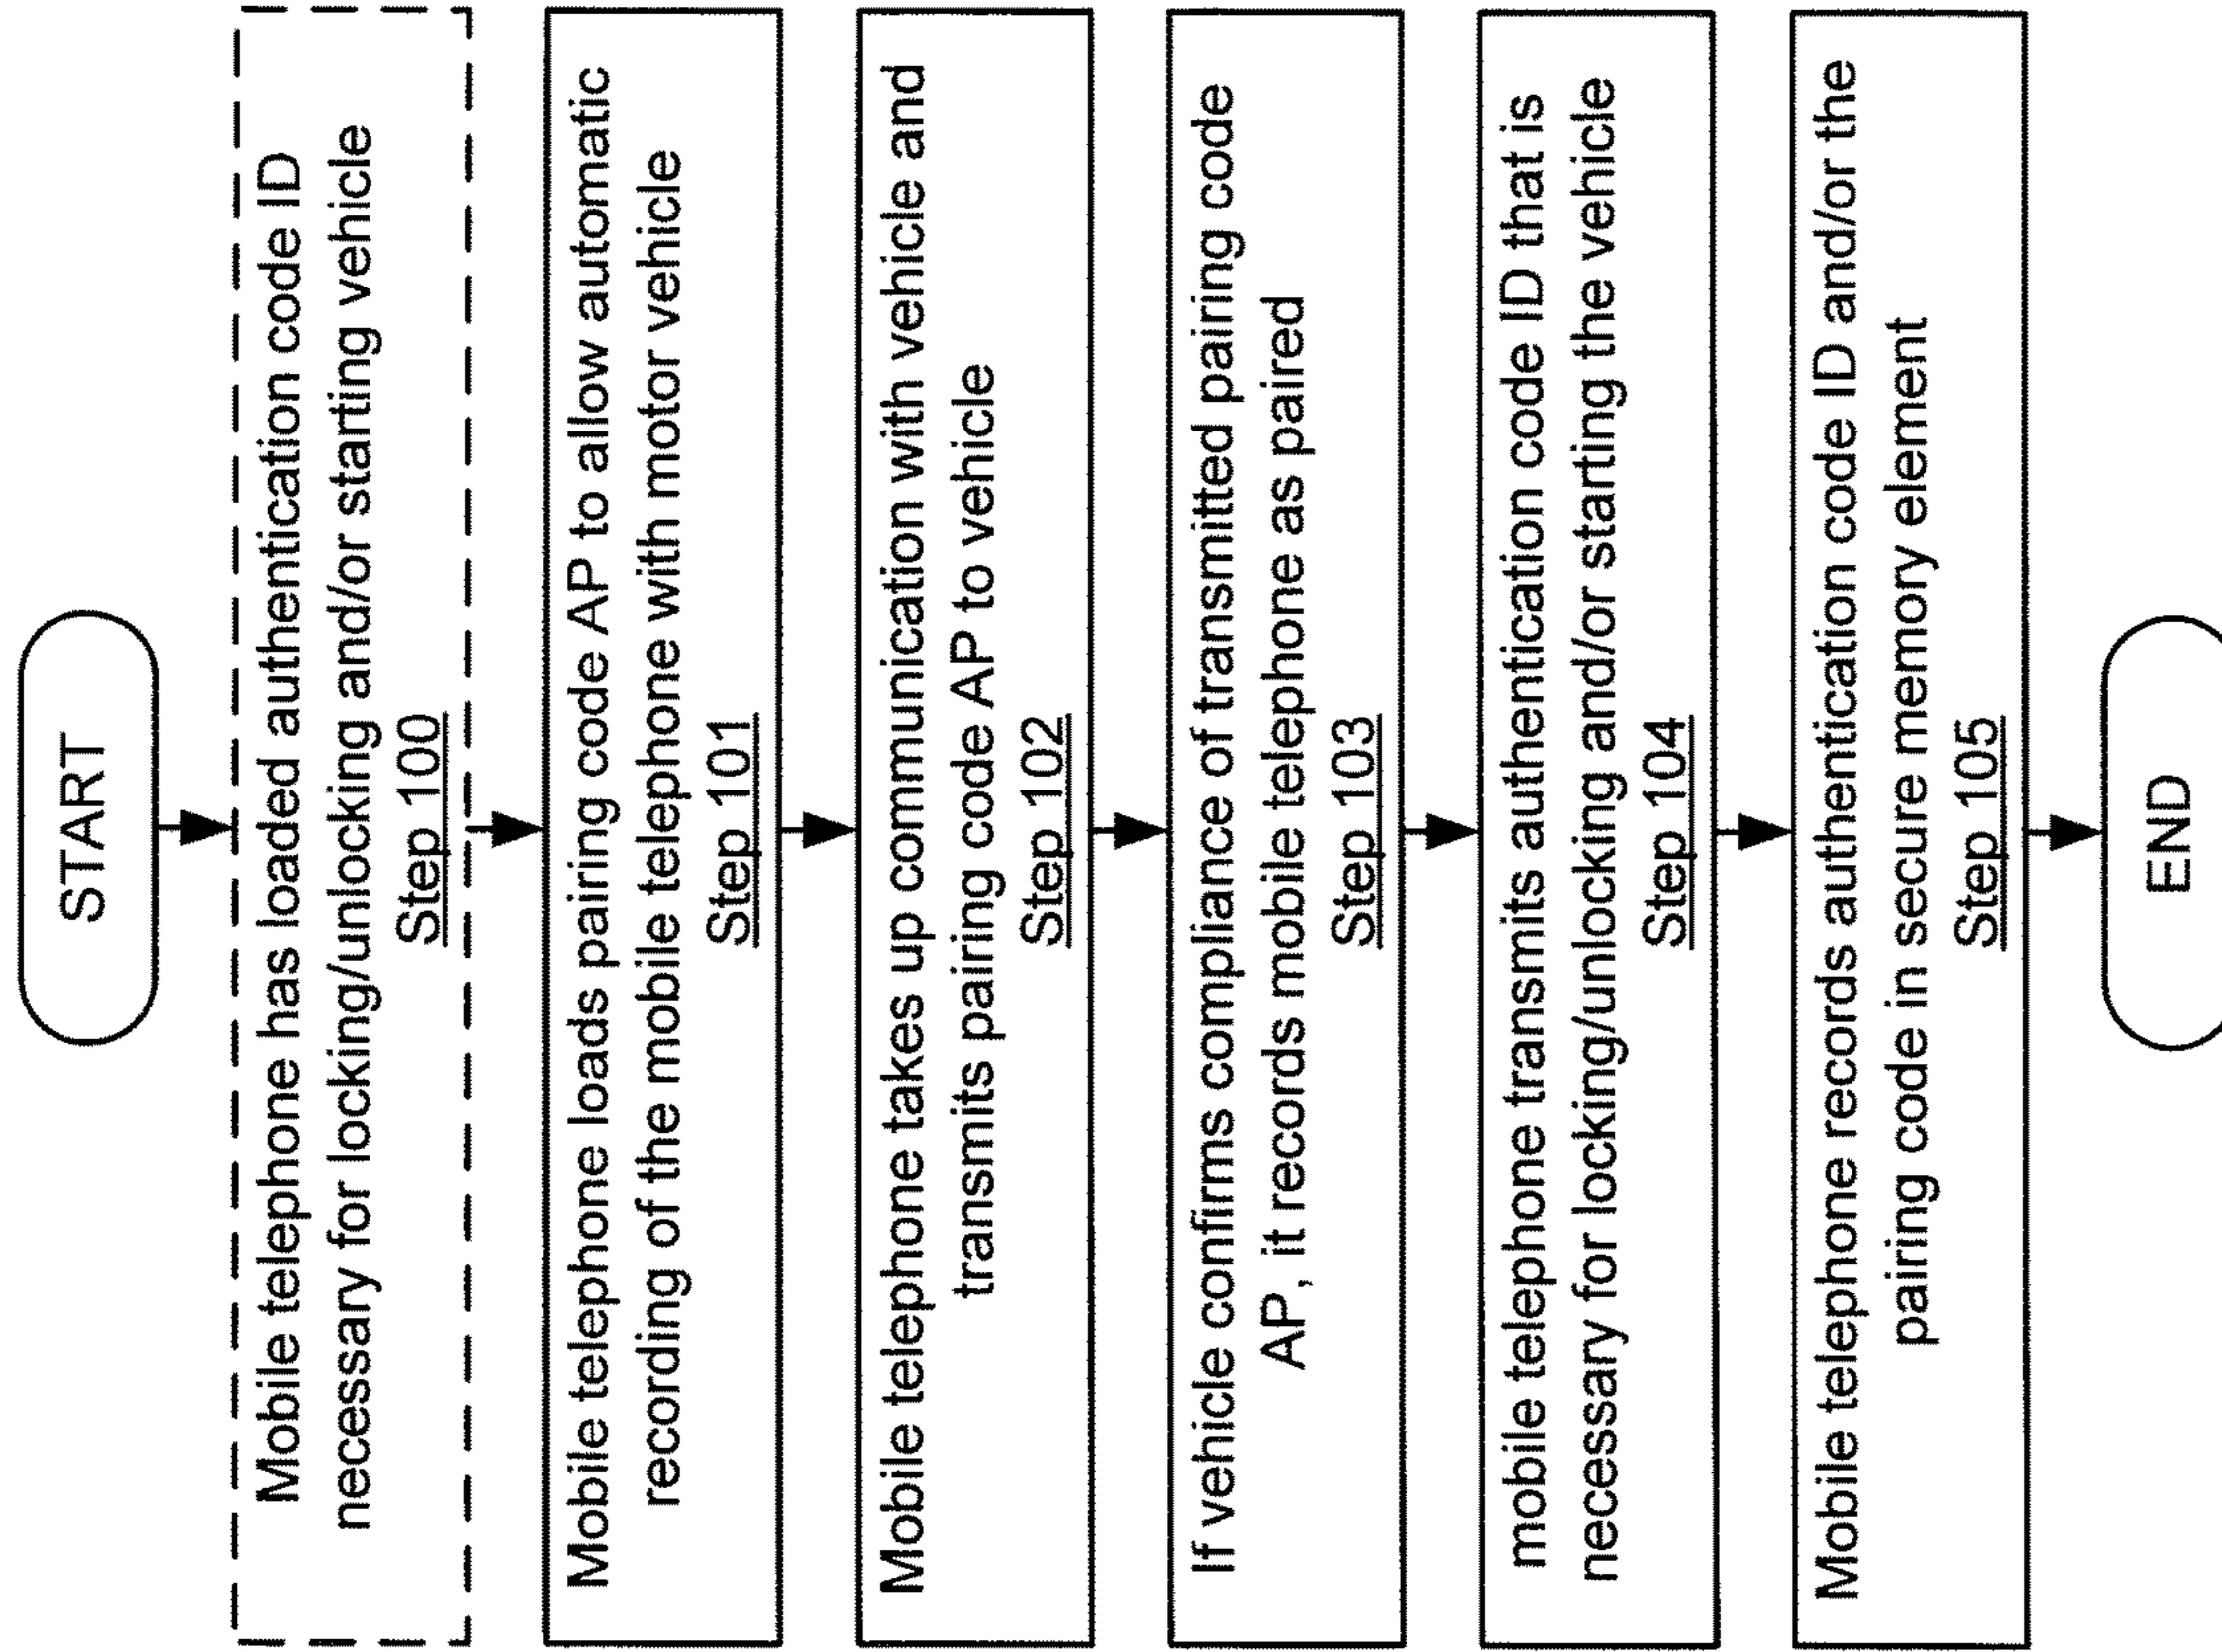 START
Mobile telephone has loaded authentication code ID
necessary for locking/unlocking and/or starting vehicle
Step 100
Mobile telephone loads pairing code AP to allow automatic
recording of the mobile telephone with motor vehicle
Step 101
Mobile telephone takes up communication with vehicle and
transmits pairing code AP to vehicle
Step 102
If vehicle confirms compliance of transmitted pairing code
AP, it records mobile telephone as paired
Step 103
mobile telephone transmits authentication code ID that is
necessary for locking/unlocking and/or starting the vehicle
Step 104
Mobile telephone records authentication code ID and/or the
pairing code in secure memory element
Step 105
END